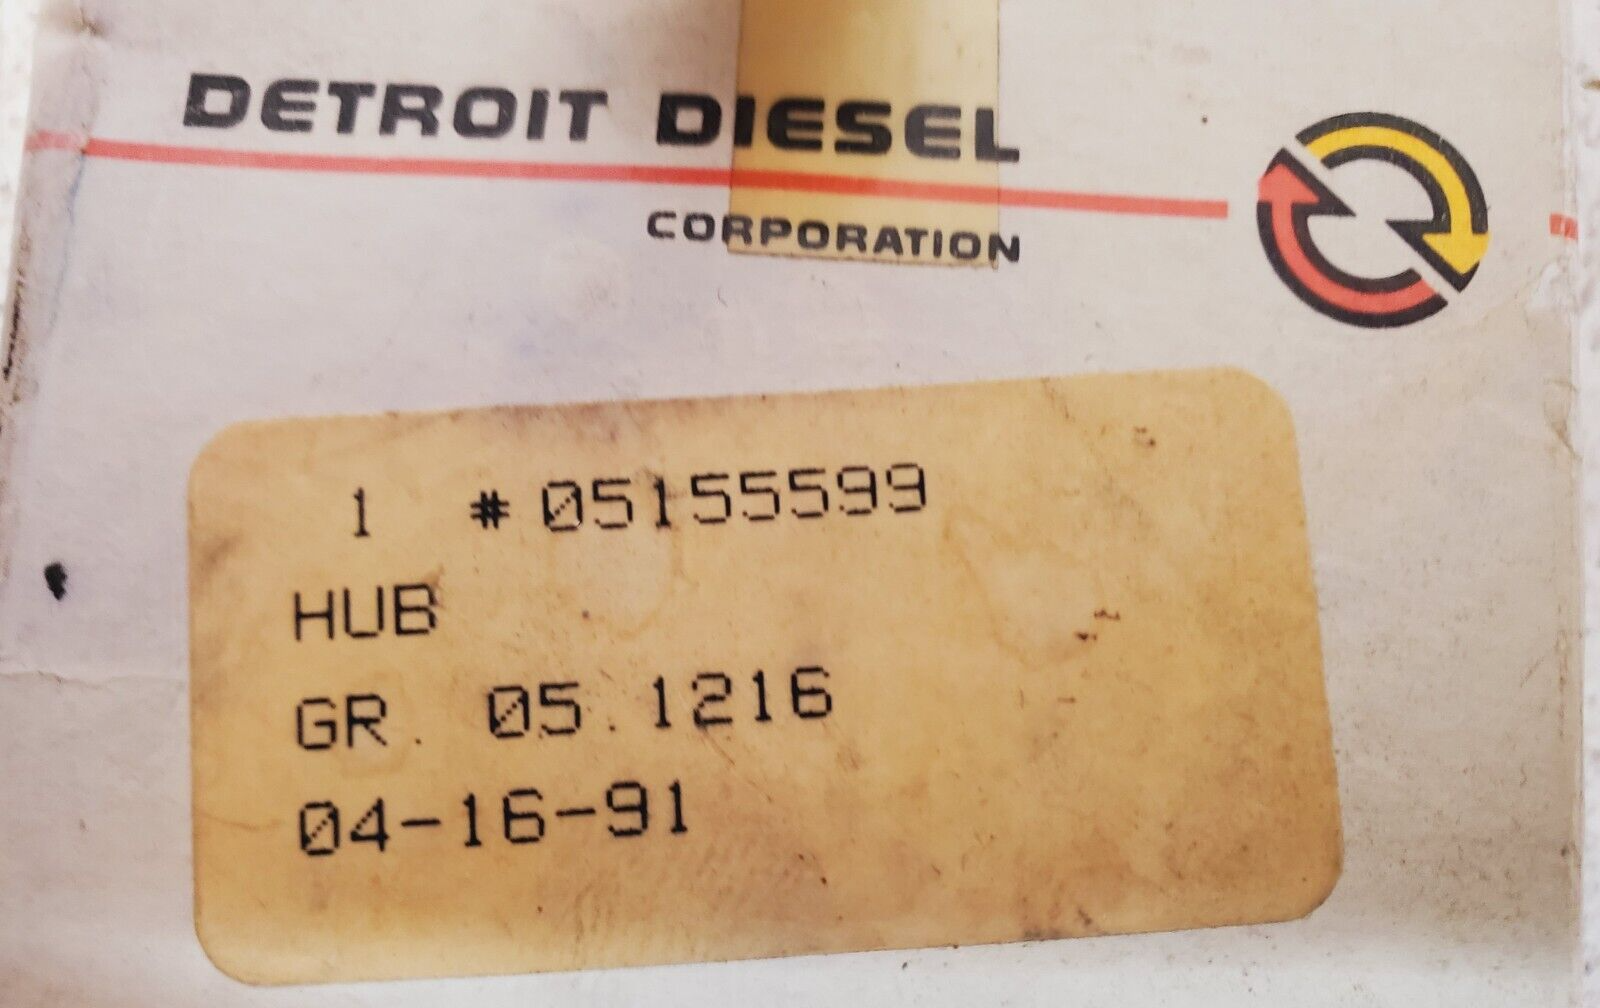 DETROIT DIESEL
CORPORATION
1 #05155599
HUB
GR. 05.1216
04-16-91